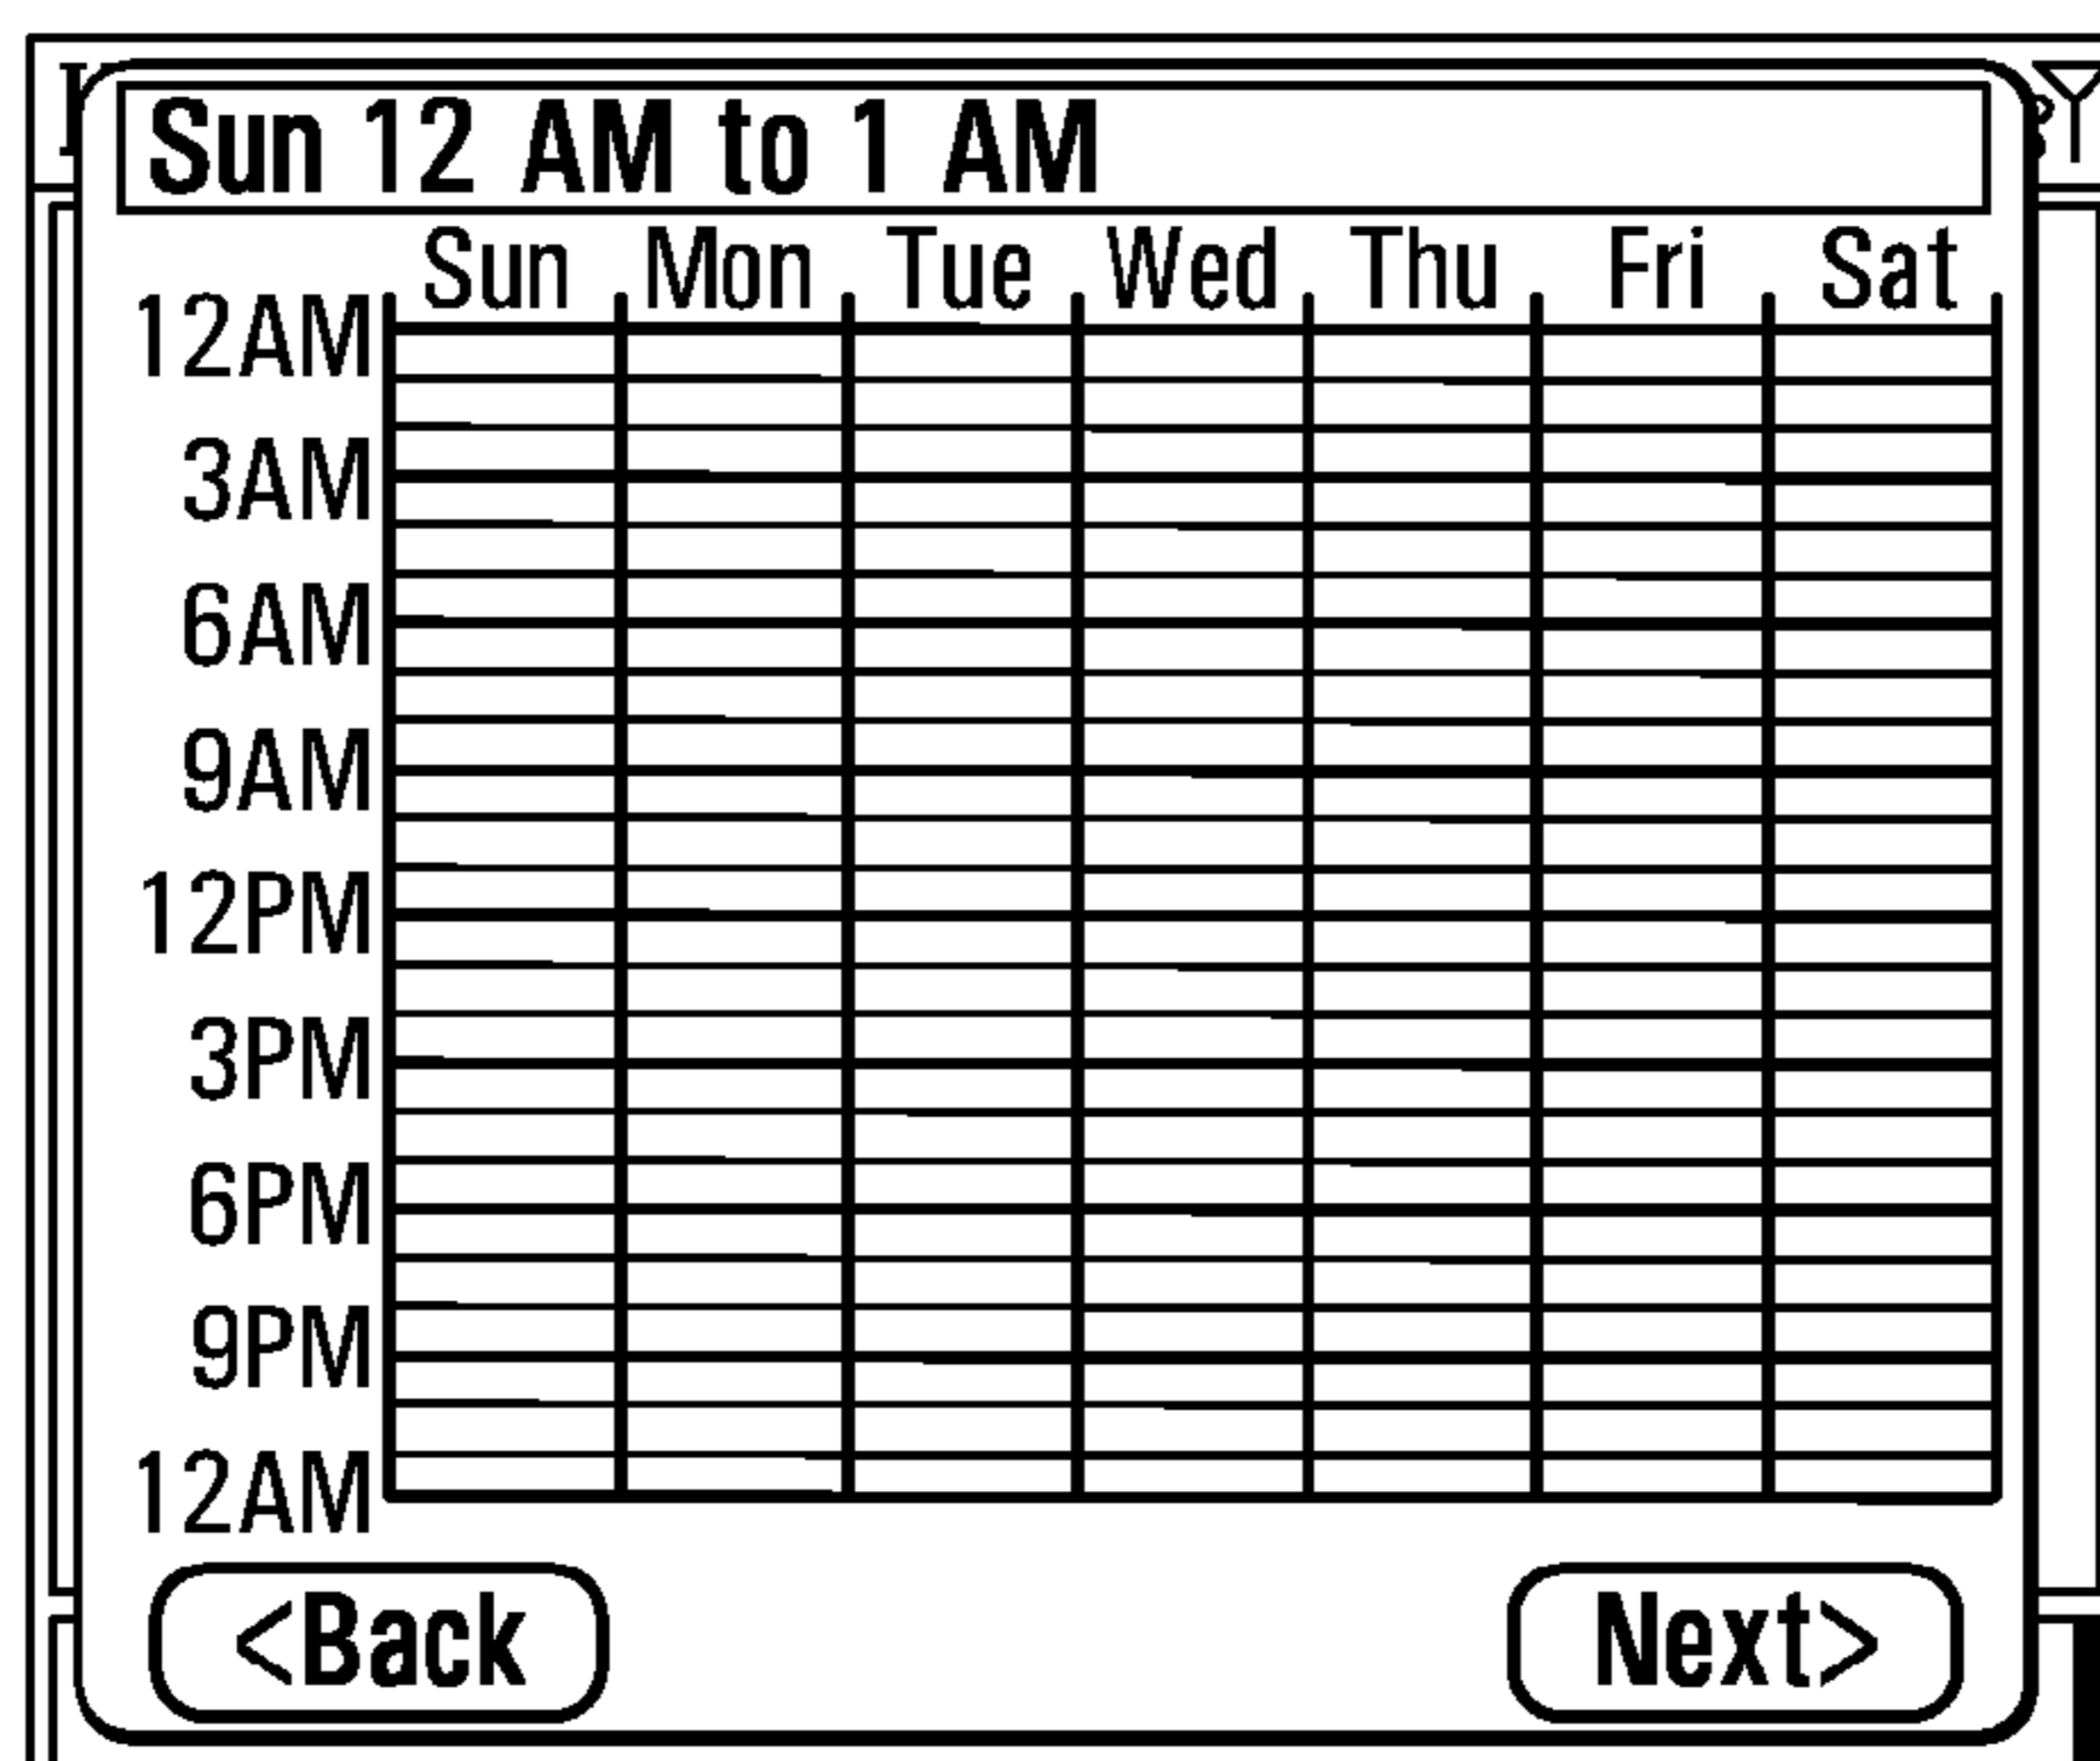 Sun 12 AM to 1 AM
Sun Mon Tue Wed Thu Fri Sat
12AM
3AM
6AM
9AM
12PM
3PM
6PM
9PM
12AM
<Back Next>